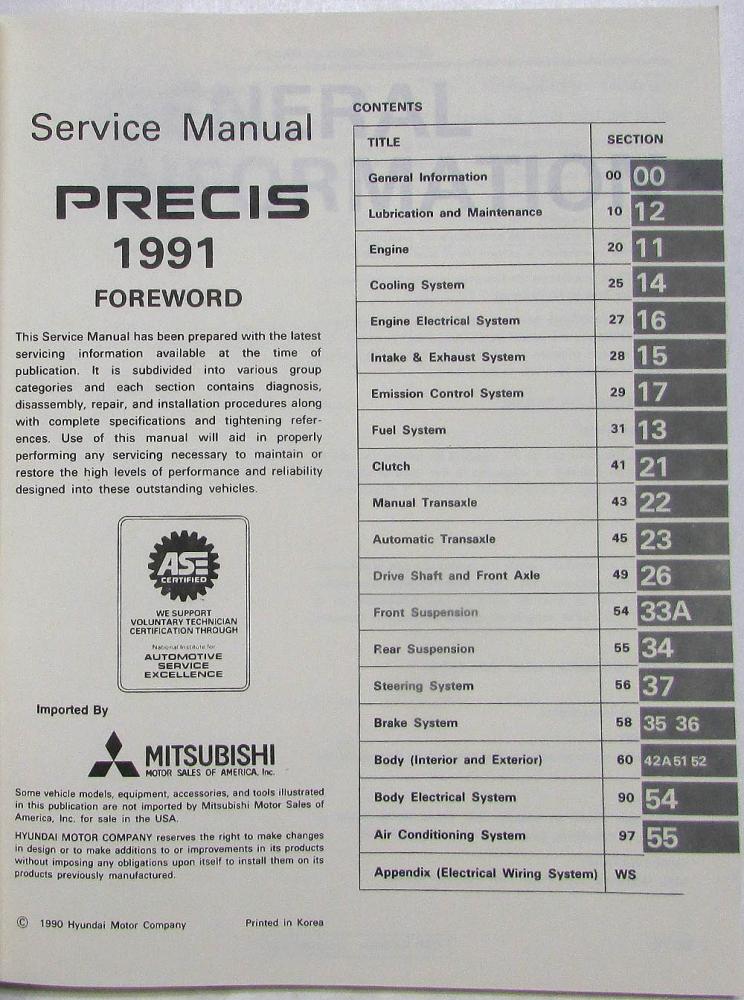 Service Manual
PRECIS
1991
FOREWORD
This Service Manual has been prepared with the latest
servicing information available at the time of
publication. It is subdivided into various group
categories and each section contains diagnosis,
disassembly, repair, and installation procedures along
with complete specifications and tightening refer-
ences. Use of this manual will aid in properly
performing any servicing necessary to maintain or
restore the high levels of performance and reliability
designed into these outstanding vehicles.
ASE
CERTIFIED
WE SUPPORT
VOLUNTARY TECHNICIAN
CERTIFICATION THROUGH
National Institute for
AUTOMOTIVE
SERVICE
EXCELLENCE
Imported By
MITSUBISHI
MOTOR SALES OF AMERICA, Inc.
Some vehicle models, equipment, accessories, and tools illustrated
in this publication are not imported by Mitsubishi Motor Sales of
America, Inc. for sale in the USA.
HYUNDAI MOTOR COMPANY reserves the right to make changes
in design or to make additions to or improvements in its products
without imposing any obligations upon itself to install them on its
products previously manufactured.
© 1990 Hyundai Motor Company Printed in Korea
CONTENTS
TITLE SECTION
General Information 00 00
Lubrication and Maintenance 10 12
Engine 20 11
Cooling System 25 14
Engine Electrical System 27 16
Intake & Exhaust System 28 15
Emission Control System 29 17
Fuel System 31 13
Clutch 41 21
Manual Transaxle 43 22
Automatic Transaxle 45 23
Drive Shaft and Front Axle 49 26
Front Suspension 54 33A
Rear Suspension 55 34
Steering System 56 37
Brake System 58 35 36
Body (Interior and Exterior) 60 42A 51 52
Body Electrical System 90 54
Air Conditioning System 97 55
Appendix (Electrical Wiring System) WS
GENERAL
INFORMATION